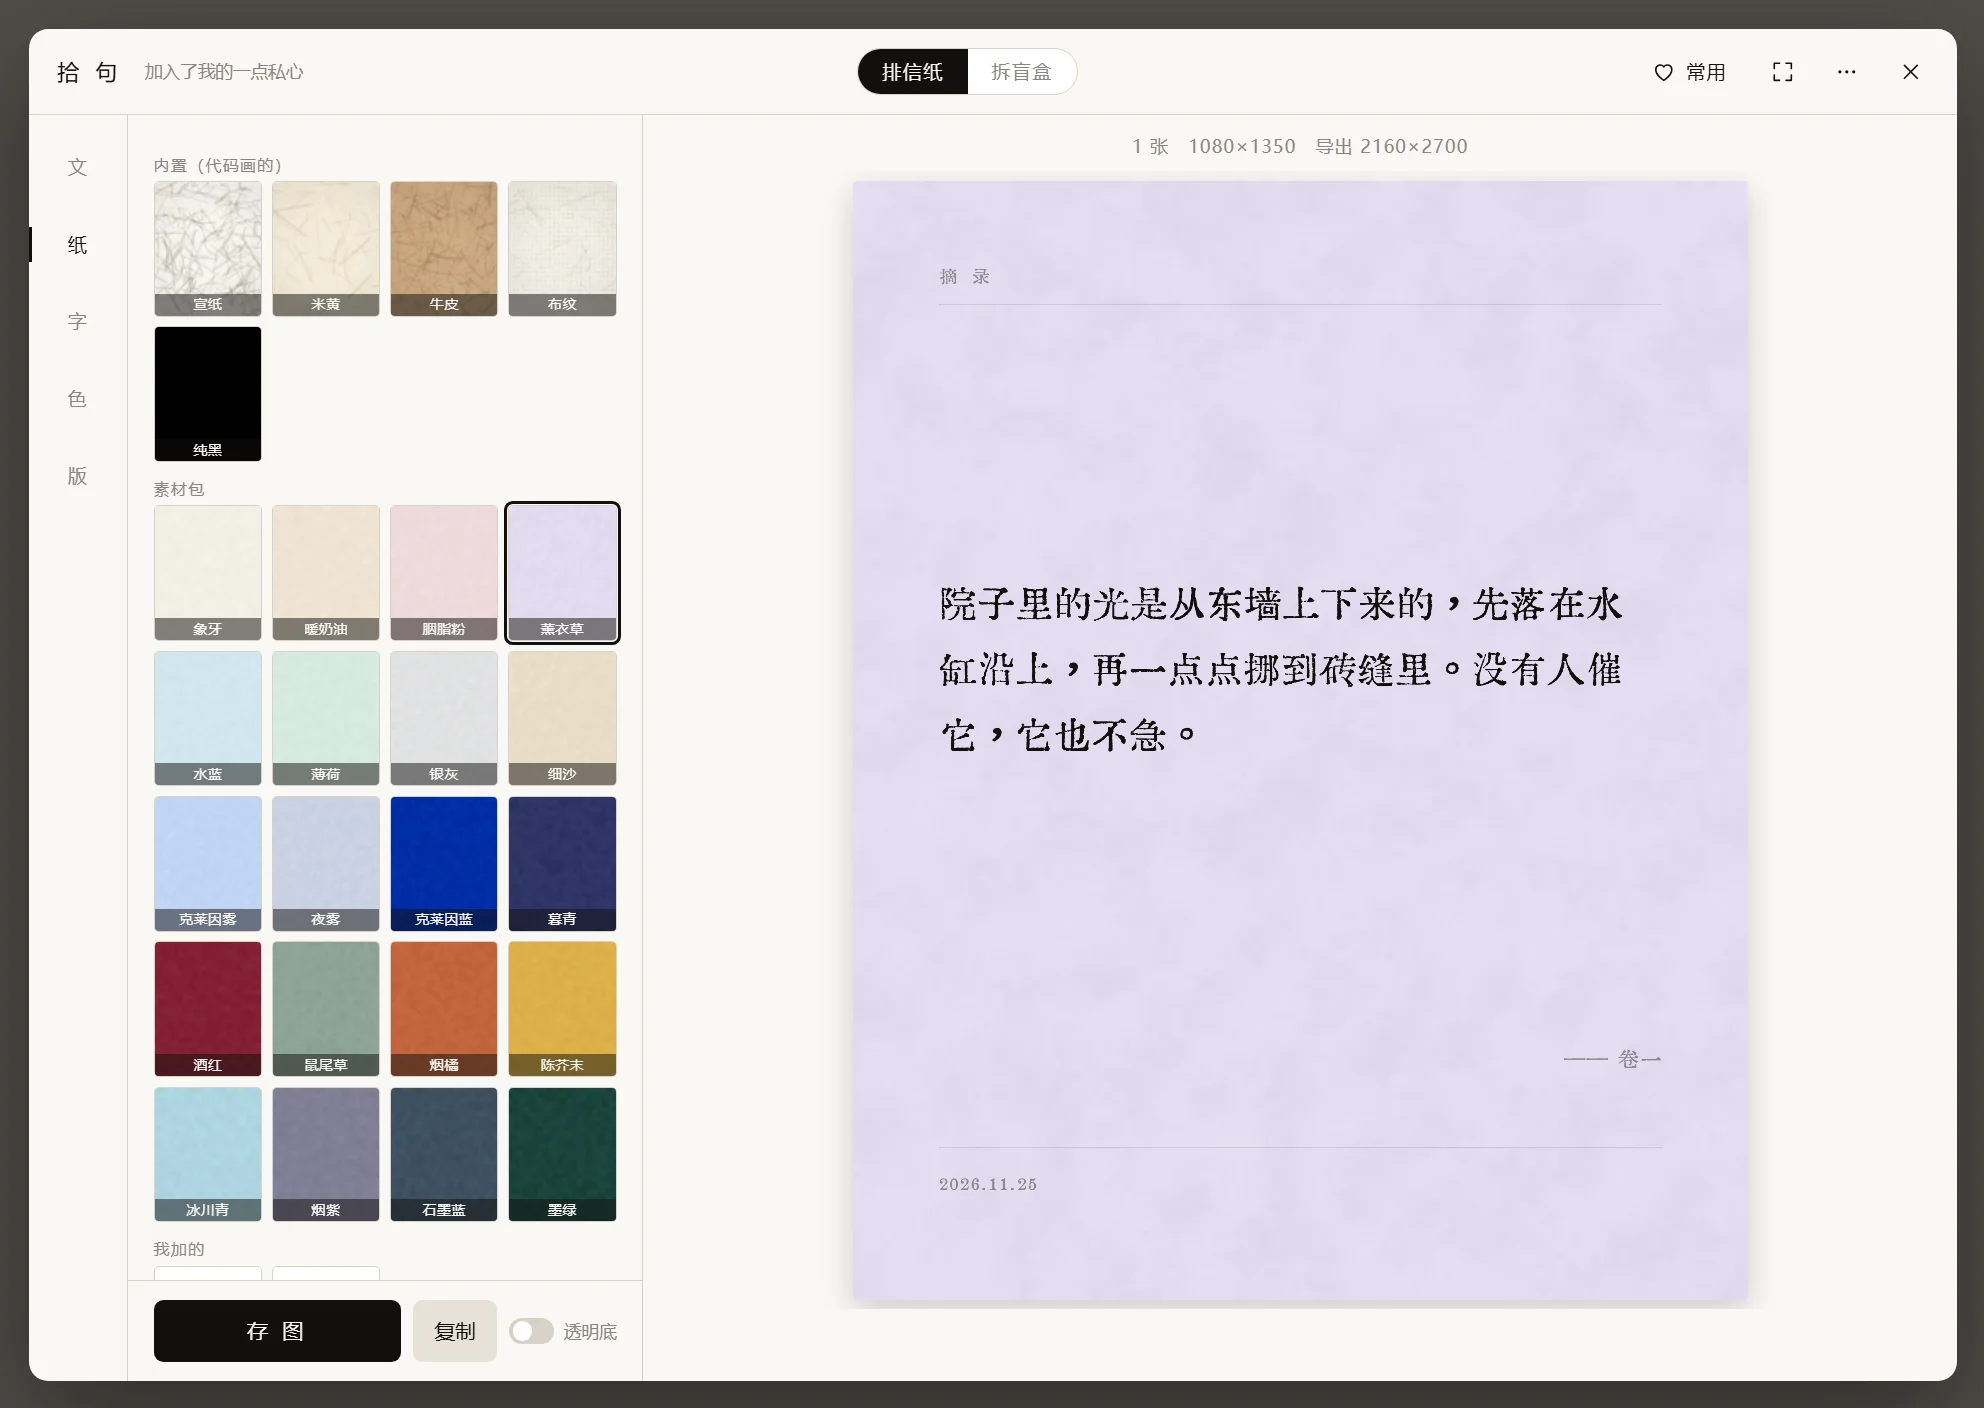 拾 句
加入了我的一点私心
排信纸
拆盲盒
常用
文
纸
字
色
版
内置（代码画的）
宣纸
米黄
牛皮
布纹
纯黑
素材包
象牙
暖奶油
胭脂粉
薰衣草
水蓝
薄荷
银灰
细沙
克莱因雾
夜雾
克莱因蓝
暮青
酒红
鼠尾草
烟橘
陈芥末
冰川青
烟紫
石墨蓝
墨绿
我加的
存 图
复制
透明底
1 张 1080×1350 导出 2160×2700
摘 录
院子里的光是从东墙上下来的，先落在水
缸沿上，再一点点挪到砖缝里。没有人催
它，它也不急。
—— 卷一
2026.11.25